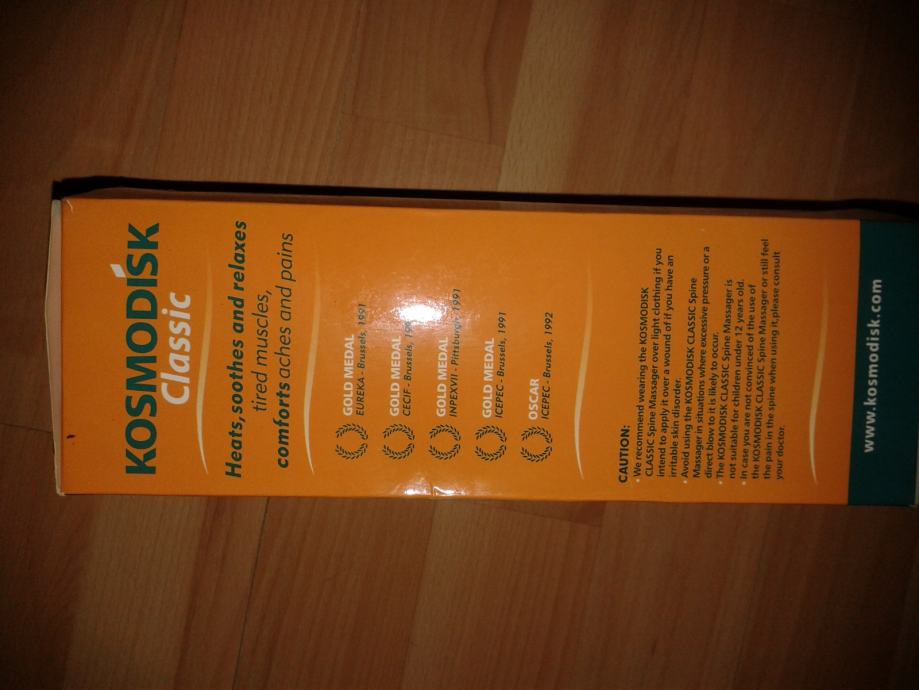 KOSMODISK
Classic
Heats, soothes and relaxes
tired muscles,
comforts aches and pains
GOLD MEDAL
EUREKA - Brussels, 1991
GOLD MEDAL
CECIF - Brussels,
GOLD MEDAL
INPEXVII - Pittsburg, 1991
GOLD MEDAL
ICEPEC - Brussels, 1991
OSCAR
ICEPEC - Brussels, 1992
CAUTION:
• We recommend wearing the KOSMODISK
CLASSIC Spine Massager over light clothing if you
intend to apply it over a wound of if you have an
irritable skin disorder.
• Avoid using the KOSMODISK CLASSIC Spine
Massager in situations where excessive pressure or a
direct blow to it is likely to occur.
• The KOSMODISK CLASSIC Spine Massager is
not suitable for children under 12 years old.
• In case you are not convinced of the use of
the KOSMODISK CLASSIC Spine Massager or still feel
the pain in the spine when using it, please consult
your doctor.
www.kosmodisk.com